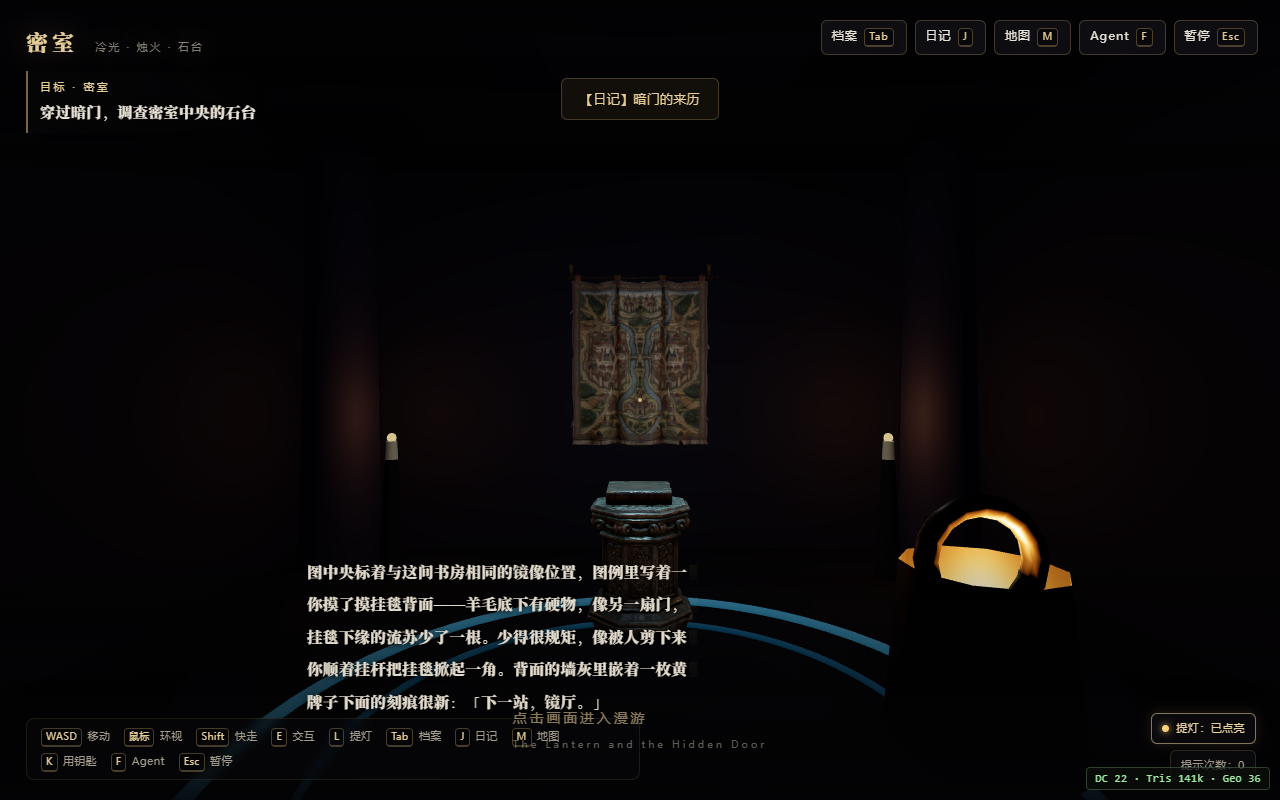 密室 冷光 · 烛火 · 石台
档案 Tab 日记 J 地图 M Agent F 暂停 Esc
目标 · 密室
穿过暗门，调查密室中央的石台
【日记】暗门的来历
图中央标着与这间书房相同的镜像位置，图例里写着一
你摸了摸挂毯背面——羊毛底下有硬物，像另一扇门，
挂毯下缘的流苏少了一根。少得很规矩，像被人剪下来
你顺着挂杆把挂毯掀起一角。背面的墙灰里嵌着一枚黄
牌子下面的刻痕很新：「下一站，镜厅。」
点击画面进入漫游
The Lantern and the Hidden Door
WASD 移动 鼠标 环视 Shift 快走 E 交互 L 提灯 Tab 档案 J 日记 M 地图
K 用钥匙 F Agent Esc 暂停
提灯：已点亮
提示次数：0
DC 22 · Tris 141k · Geo 36